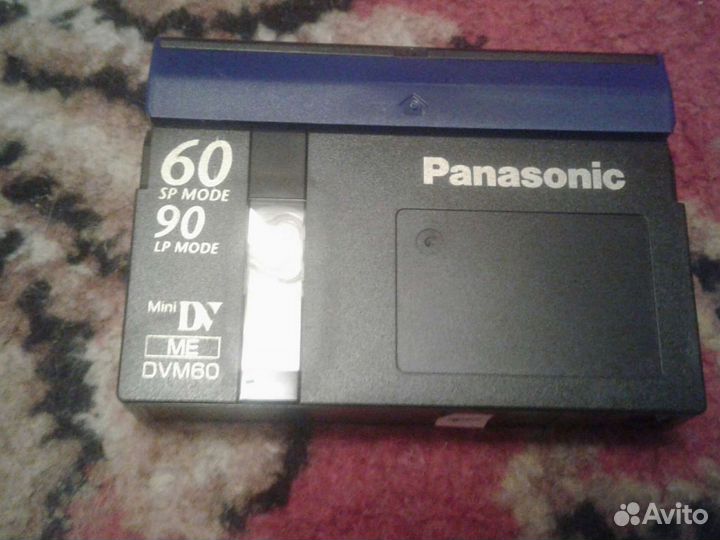 60
SP MODE
90
LP MODE
Mini DV
ME
DVM60
Panasonic
Avito